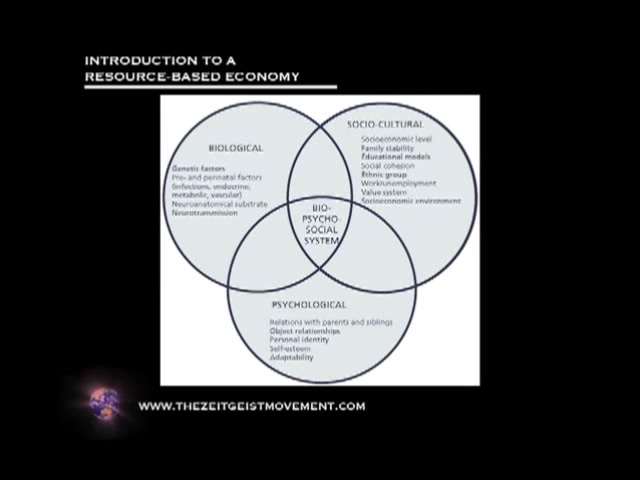 INTRODUCTION TO A
RESOURCE-BASED ECONOMY
BIOLOGICAL
Genetic factors
Pre- and perinatal factors
(infections, endocrine,
metabolic, vascular)
Neuroanatomical substrate
Neurotransmission
SOCIO-CULTURAL
Socioeconomic level
Family stability
Educational models
Social cohesion
Ethnic group
Work/unemployment
Value system
Socioeconomic environment
BIO-
PSYCHO-
SOCIAL
SYSTEM
PSYCHOLOGICAL
Relations with parents and siblings
Object relationships
Personal identity
Self-esteem
Adaptability
WWW.THEZEITGEISTMOVEMENT.COM